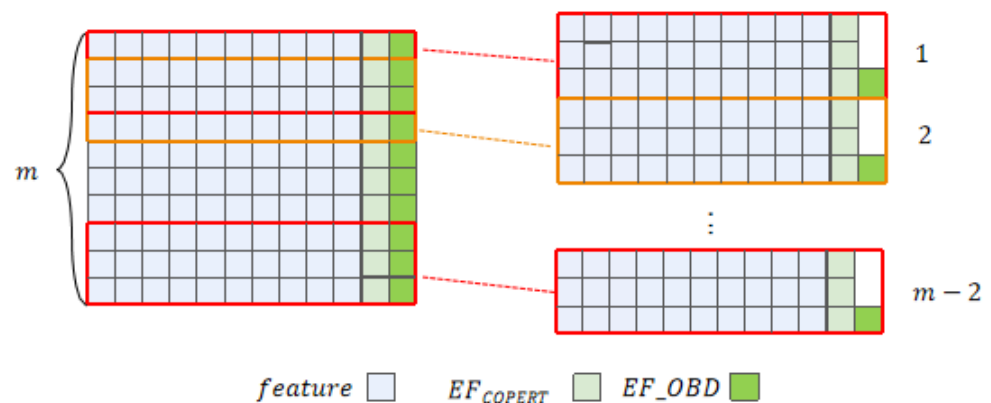 1
2
m
⋮
m − 2
feature
EF_COPERT
EF_OBD